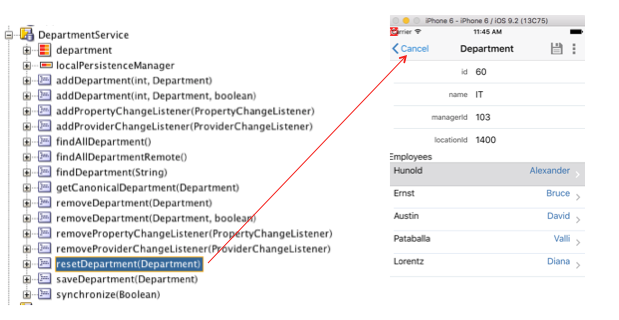 DepartmentService
department
localPersistenceManager
addDepartment(int, Department)
addDepartment(int, Department, boolean)
addPropertyChangeListener(PropertyChangeListener)
addProviderChangeListener(ProviderChangeListener)
findAllDepartment()
findAllDepartmentRemote()
findDepartment(String)
getCanonicalDepartment(Department)
removeDepartment(Department)
removeDepartment(Department, boolean)
removePropertyChangeListener(PropertyChangeListener)
removeProviderChangeListener(ProviderChangeListener)
resetDepartment(Department)
saveDepartment(Department)
synchronize(Boolean)
iPhone 6 - iPhone 6 / iOS 9.2 (13C75)
11:45 AM
Cancel Department
id 60
name IT
managerId 103
locationId 1400
Employees
Hunold Alexander
Ernst Bruce
Austin David
Pataballa Valli
Lorentz Diana